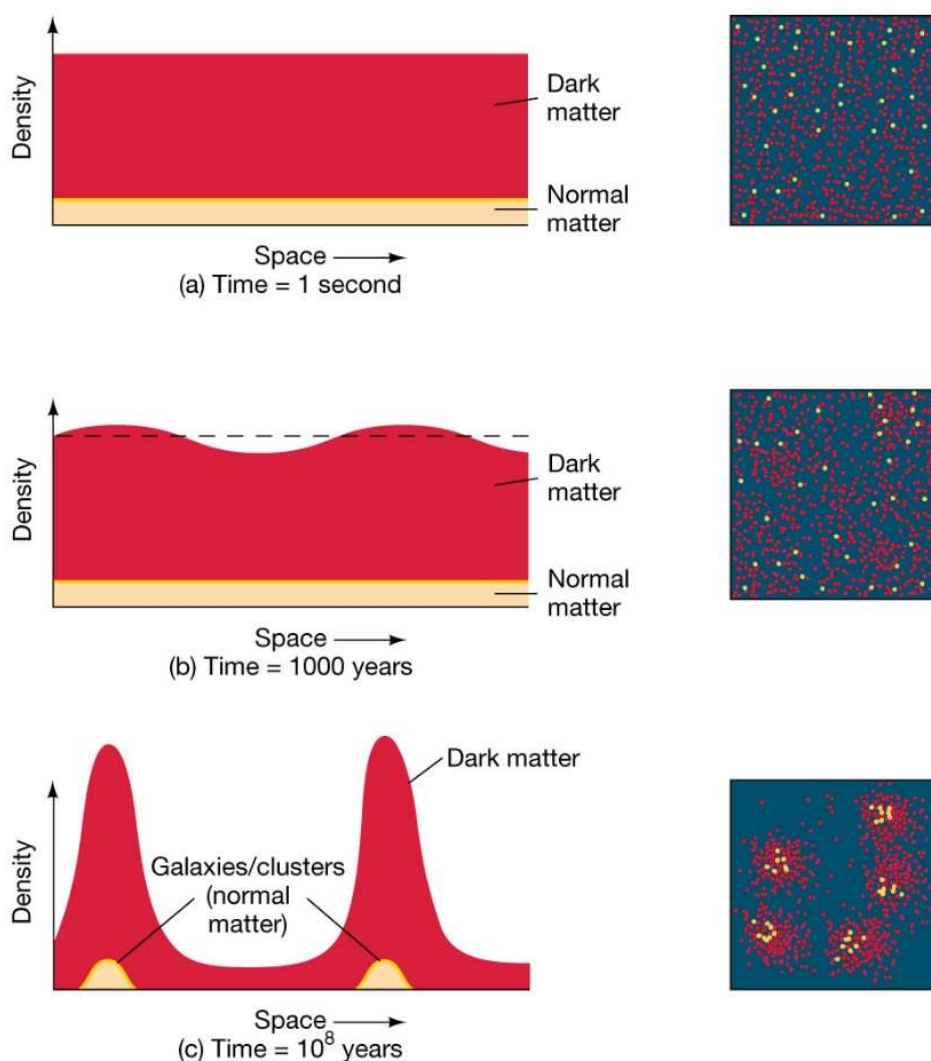 Density
Dark
matter
Normal
matter
Space
(a) Time = 1 second
Density
Dark
matter
Normal
matter
Space
(b) Time = 1000 years
Density
Dark matter
Galaxies/clusters
(normal
matter)
Space
(c) Time = 10⁸ years